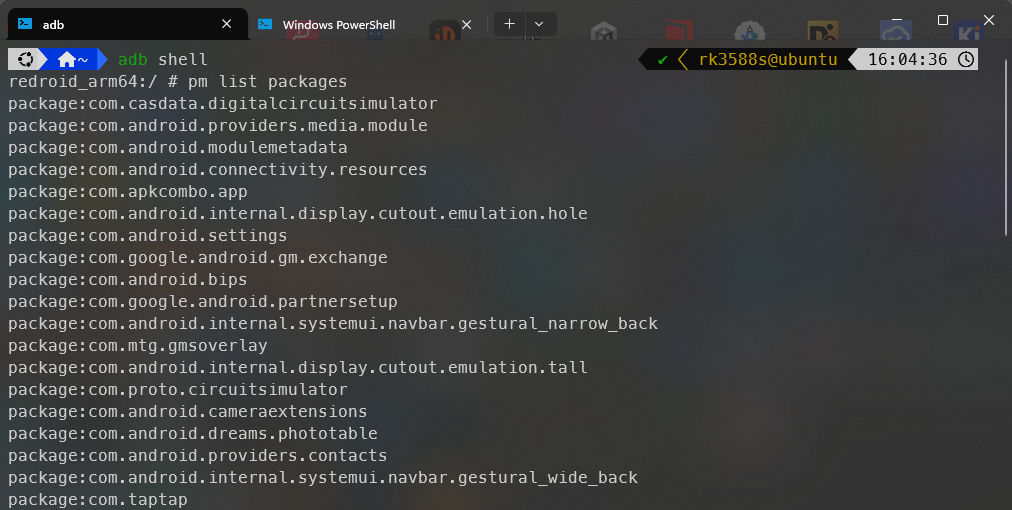 adb
Windows PowerShell
~ adb shell
✔ rk3588s@ubuntu 16:04:36
redroid_arm64:/ # pm list packages
package:com.casdata.digitalcircuitsimulator
package:com.android.providers.media.module
package:com.android.modulemetadata
package:com.android.connectivity.resources
package:com.apkcombo.app
package:com.android.internal.display.cutout.emulation.hole
package:com.android.settings
package:com.google.android.gm.exchange
package:com.android.bips
package:com.google.android.partnersetup
package:com.android.internal.systemui.navbar.gestural_narrow_back
package:com.mtg.gmsoverlay
package:com.android.internal.display.cutout.emulation.tall
package:com.proto.circuitsimulator
package:com.android.cameraextensions
package:com.android.dreams.phototable
package:com.android.providers.contacts
package:com.android.internal.systemui.navbar.gestural_wide_back
package:com.taptap